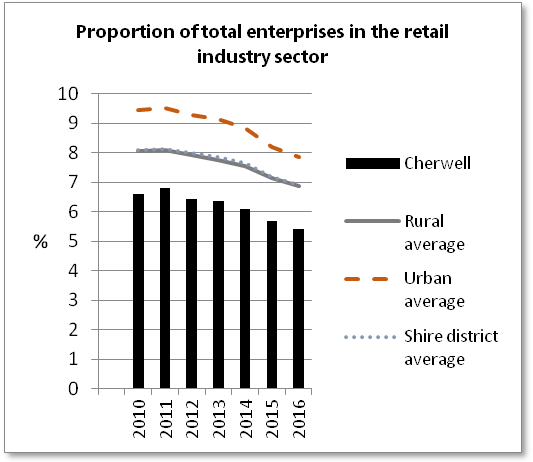 Proportion of total enterprises in the retail
industry sector
10
9
8
7
6
5
4
3
2
1
0
%
2010
2011
2012
2013
2014
2015
2016
Cherwell
Rural
average
Urban
average
Shire district
average